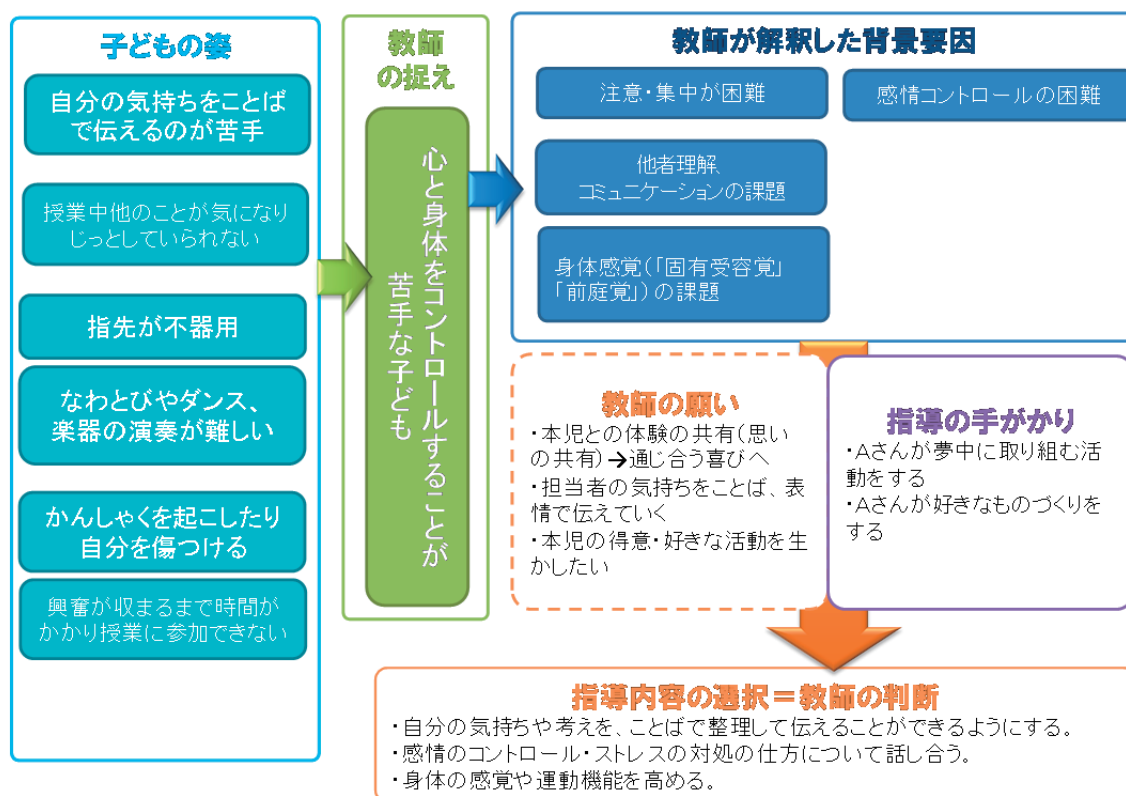 子どもの姿
自分の気持ちをことば
で伝えるのが苦手
授業中他のことが気になり
じっとしていられない
指先が不器用
なわとびやダンス、
楽器の演奏が難しい
かんしゃくを起こしたり
自分を傷つける
興奮が収まるまで時間が
かかり授業に参加できない
教師
の捉え
心と身体をコントロールすることが
苦手な子ども
教師が解釈した背景要因
注意・集中が困難
感情コントロールの困難
他者理解、
コミュニケーションの課題
身体感覚(「固有受容覚」
「前庭覚」)の課題
教師の願い
・本児との体験の共有(思い
の共有)→通じ合う喜びへ
・担当者の気持ちをことば、表
情で伝えていく
・本児の得意・好きな活動を生
かしたい
指導の手がかり
・Aさんが夢中に取り組む活
動をする
・Aさんが好きなものづくりを
する
指導内容の選択=教師の判断
・自分の気持ちや考えを、ことばで整理して伝えることができるようにする。
・感情のコントロール・ストレスの対処の仕方について話し合う。
・身体の感覚や運動機能を高める。